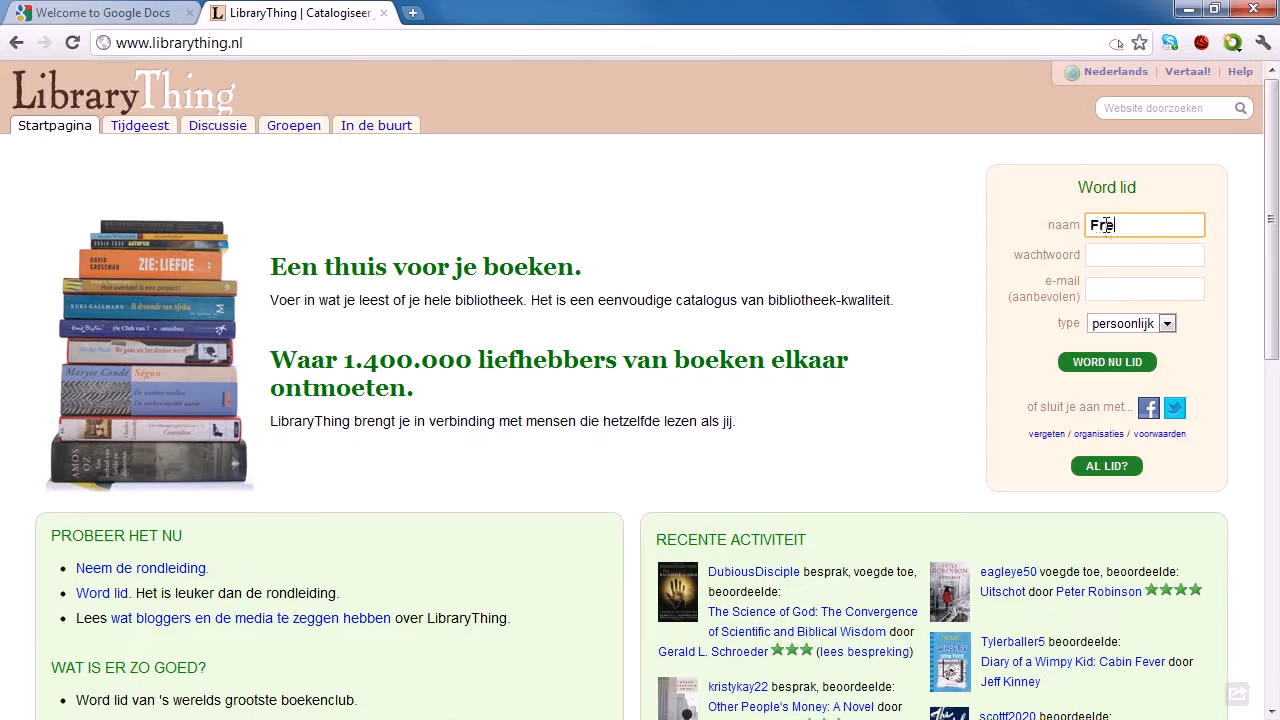 Welcome to Google Docs
LibraryThing | Catalogiseer
www.librarything.nl
LibraryThing
Nederlands | Vertaal! | Help
Website doorzoeken
Startpagina
Tijdgeest
Discussie
Groepen
In de buurt
DAVID GROSSMAN ZIE: LIEFDE
AMOS OZ
Een thuis voor je boeken.
Voer in wat je leest of je hele bibliotheek. Het is een eenvoudige catalogus van bibliotheek-kwaliteit.
Waar 1.400.000 liefhebbers van boeken elkaar
ontmoeten.
LibraryThing brengt je in verbinding met mensen die hetzelfde lezen als jij.
Word lid
naam Fre
wachtwoord
e-mail
(aanbevolen)
type persoonlijk
WORD NU LID
of sluit je aan met...
vergeten / organisaties / voorwaarden
AL LID?
PROBEER HET NU
Neem de rondleiding.
Word lid. Het is leuker dan de rondleiding.
Lees wat bloggers en de media te zeggen hebben over LibraryThing.
WAT IS ER ZO GOED?
Word lid van 's werelds grootste boekenclub.
RECENTE ACTIVITEIT
DubiousDisciple besprak, voegde toe,
beoordeelde:
The Science of God: The Convergence
of Scientific and Biblical Wisdom door
Gerald L. Schroeder (lees bespreking)
kristykay22 besprak, beoordeelde:
Other People's Money: A Novel door
eagleye50 voegde toe, beoordeelde:
Uitschot door Peter Robinson
Tylerballer5 beoordeelde:
Diary of a Wimpy Kid: Cabin Fever door
Jeff Kinney
scotff2020 beoordeelde: